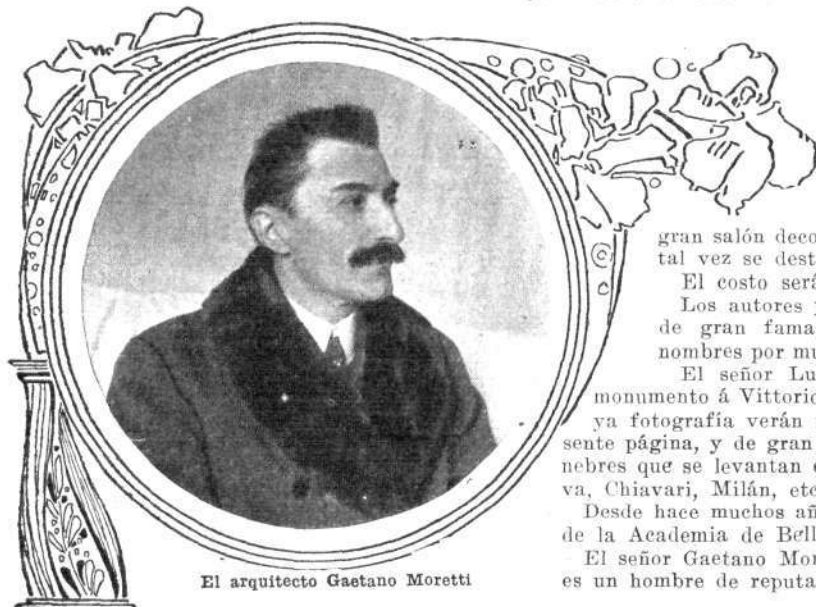 gran salón deco
tal vez se dest
El costo será
Los autores
de gran fama
nombres por mu
El señor Lu
monumento á Vittorio
ya fotografía verán
sente página, y de gran
nebres que se levantan
va, Chiavari, Milán, etc
Desde hace muchos añ
de la Academia de Bell
El señor Gaetano Mor
es un hombre de reputa
El arquitecto Gaetano Moretti